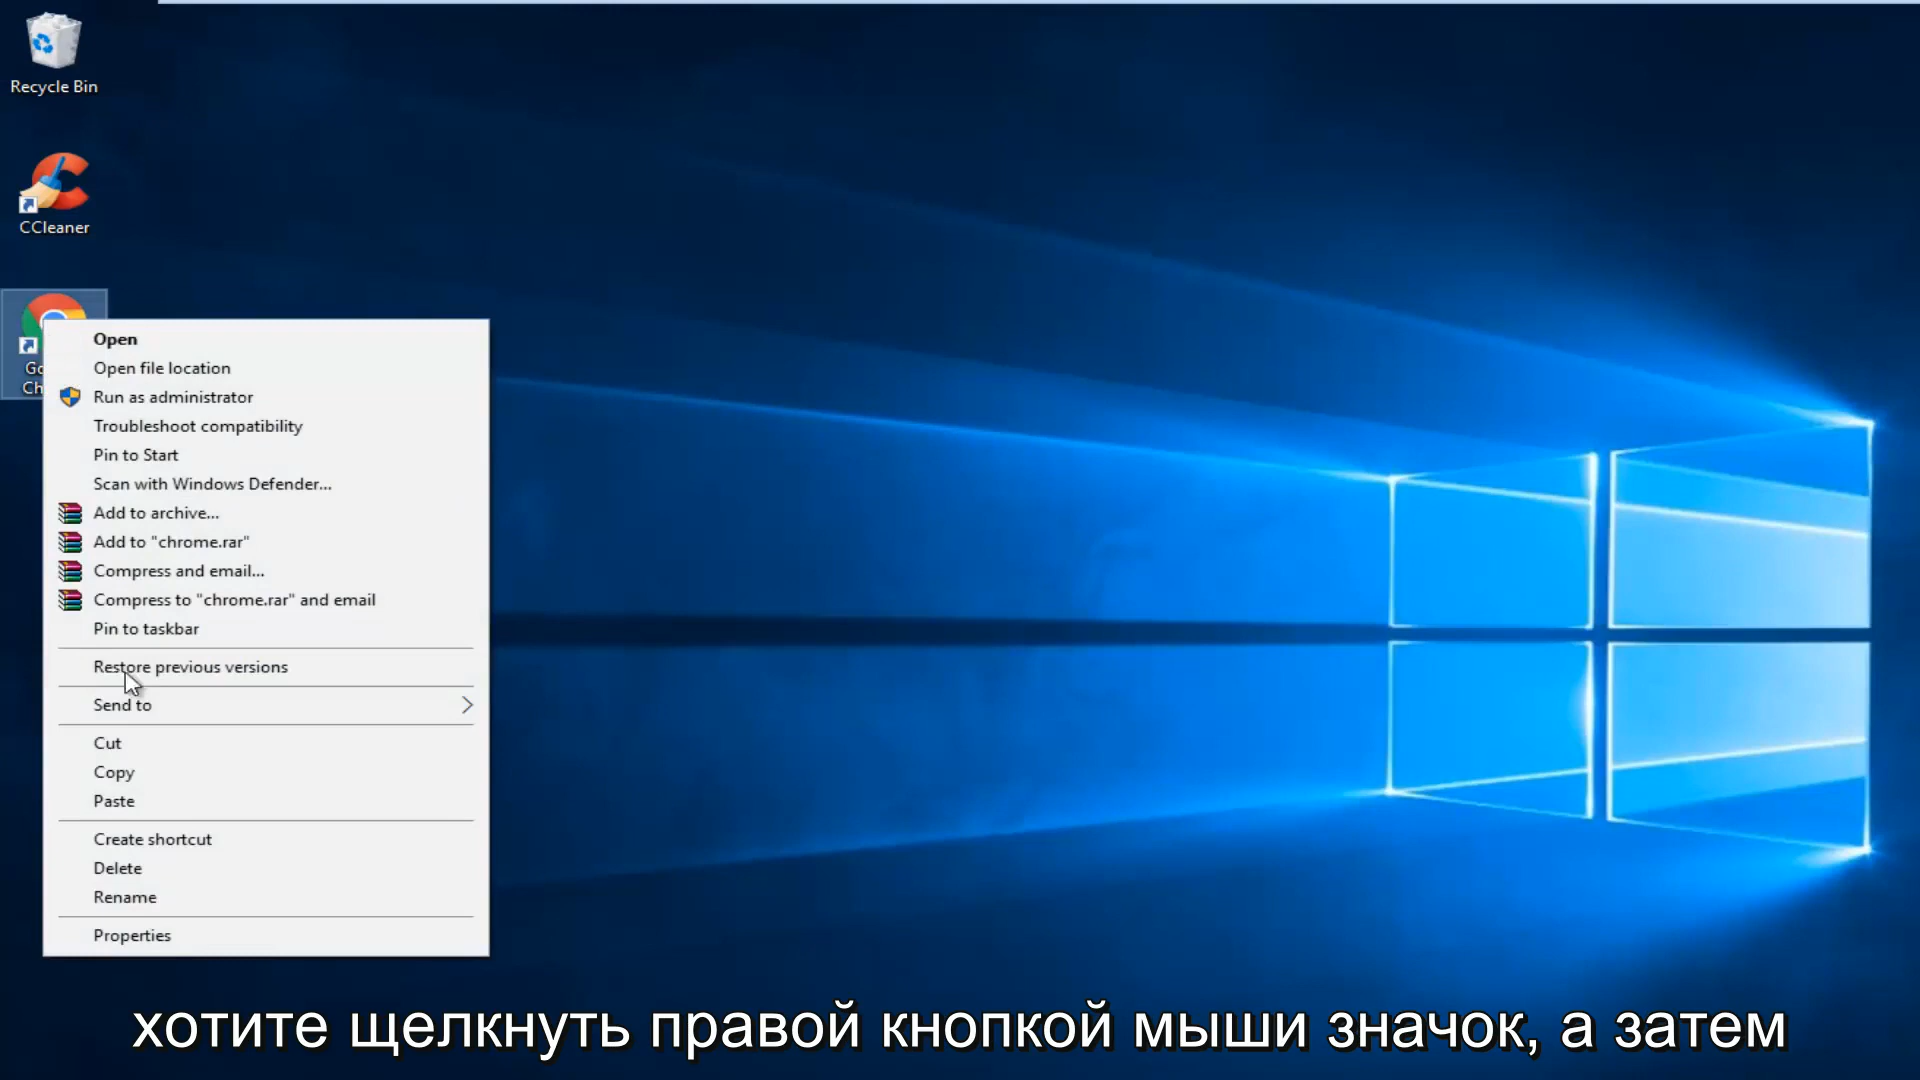 Recycle Bin
CCleaner
Go
Ch
Open
Open file location
Run as administrator
Troubleshoot compatibility
Pin to Start
Scan with Windows Defender...
Add to archive...
Add to "chrome.rar"
Compress and email...
Compress to "chrome.rar" and email
Pin to taskbar
Restore previous versions
Send to
Cut
Copy
Paste
Create shortcut
Delete
Rename
Properties
хотите щелкнуть правой кнопкой мыши значок, а затем